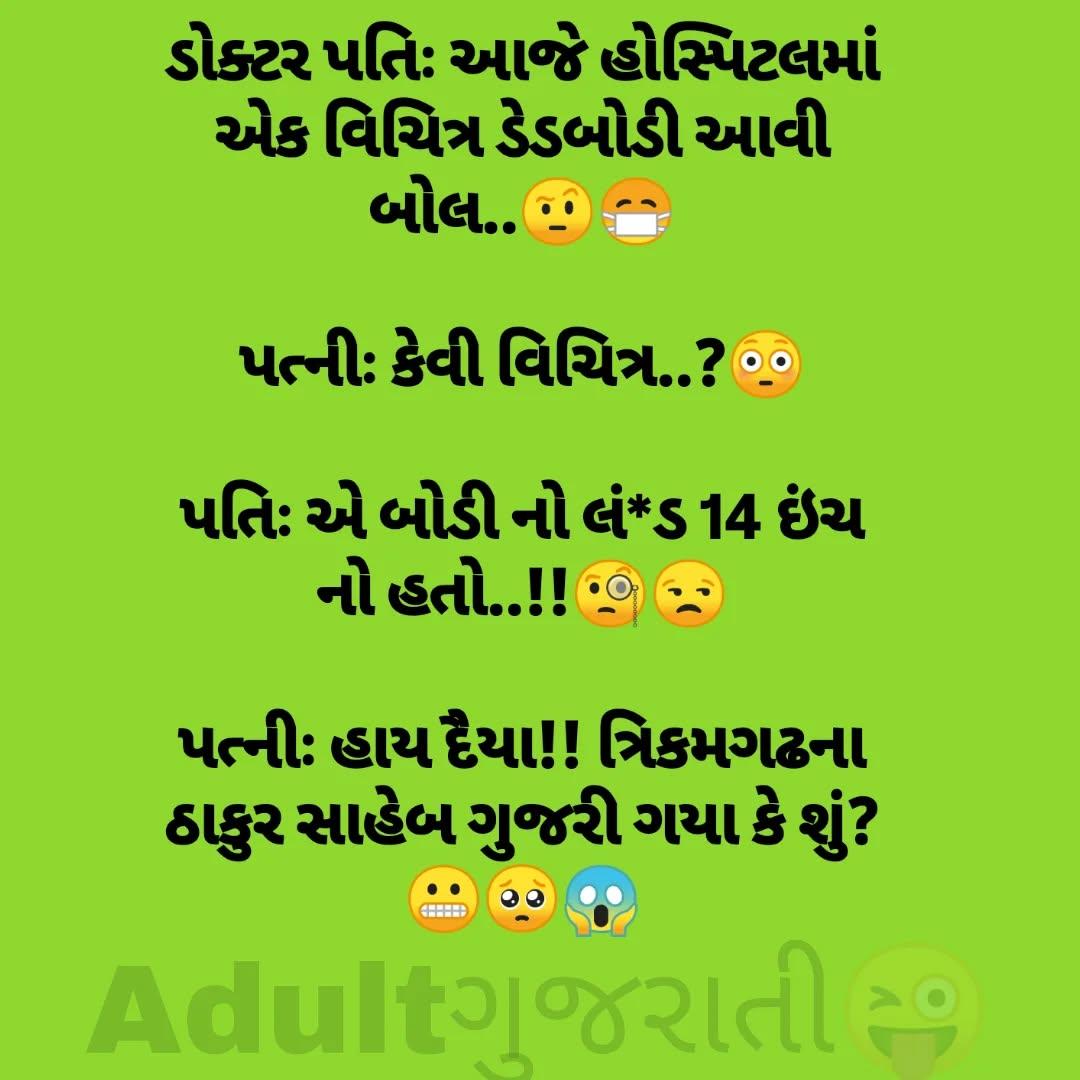 ડોક્ટર પતિઃ આજે હોસ્પિટલમાં
એક વિચિત્ર ડેડબોડી આવી
બોલ..🤨😷
પત્નીઃ કેવી વિચિત્ર..?😳
પતિઃ એ બોડી નો લં*ડ 14 ઇંચ
નો હતો..!!🧐😒
પત્નીઃ હાય દૈયા!! ત્રિકમગઢના
ઠાકુર સાહેબ ગુજરી ગયા કે શું?
😬🥺😱
Adultગુજરાતી😜